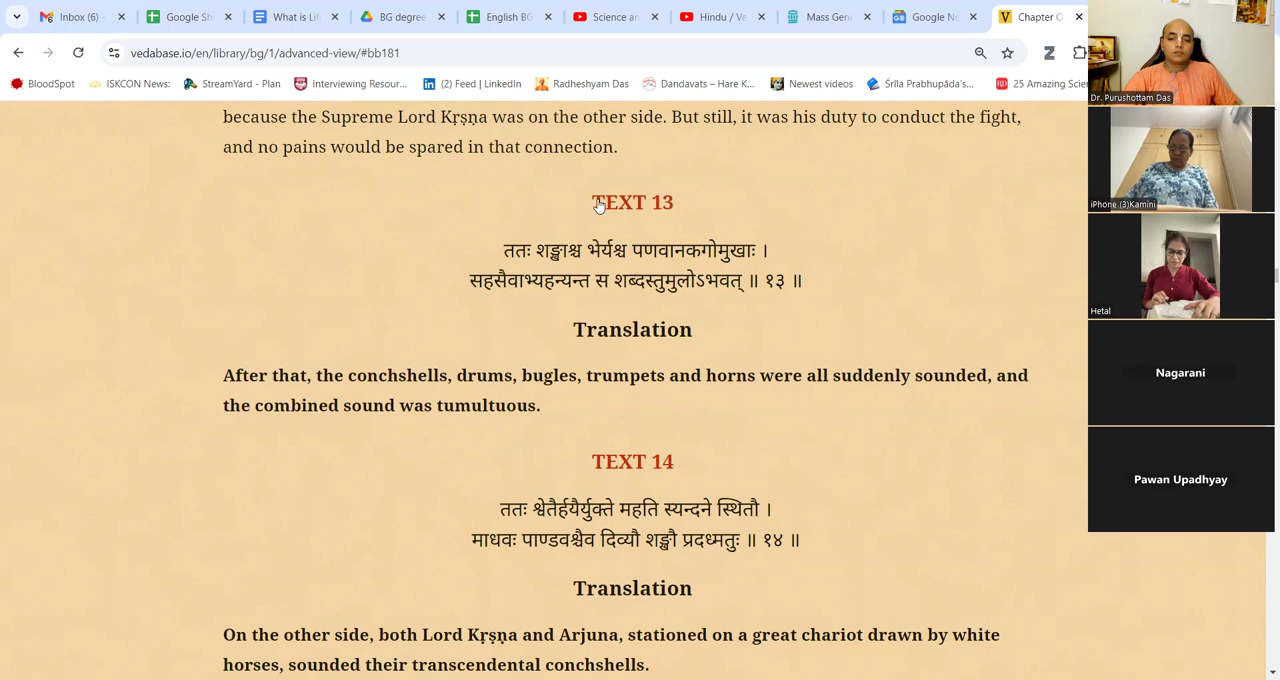 Inbox (6) -
Google Sh
What is Lif
BG degree
English BG
Science an
Hindu / Ve
Mass Gene
Google Ne
Chapter O
vedabase.io/en/library/bg/1/advanced-view/#bb181
BloodSpot
ISKCON News:
StreamYard - Plan
Interviewing Resour...
(2) Feed | LinkedIn
Radheshyam Das
Dandavats – Hare K...
Newest videos
Śrīla Prabhupāda's...
25 Amazing Scien
because the Supreme Lord Kṛṣṇa was on the other side. But still, it was his duty to conduct the fight,
and no pains would be spared in that connection.
TEXT 13
ततः शङ्खाश्च भेर्यश्च पणवानकगोमुखाः ।
सहसैवाभ्यहन्यन्त स शब्दस्तुमुलोऽभवत् ॥ १३ ॥
Translation
After that, the conchshells, drums, bugles, trumpets and horns were all suddenly sounded, and
the combined sound was tumultuous.
TEXT 14
ततः श्वेतैर्हयैर्युक्ते महति स्यन्दने स्थितौ ।
माधवः पाण्डवश्चैव दिव्यौ शङ्खौ प्रदध्मतुः ॥ १४ ॥
Translation
On the other side, both Lord Kṛṣṇa and Arjuna, stationed on a great chariot drawn by white
horses, sounded their transcendental conchshells.
Dr. Purushottam Das
iPhone (3)Kamini
Hetal
Nagarani
Pawan Upadhyay